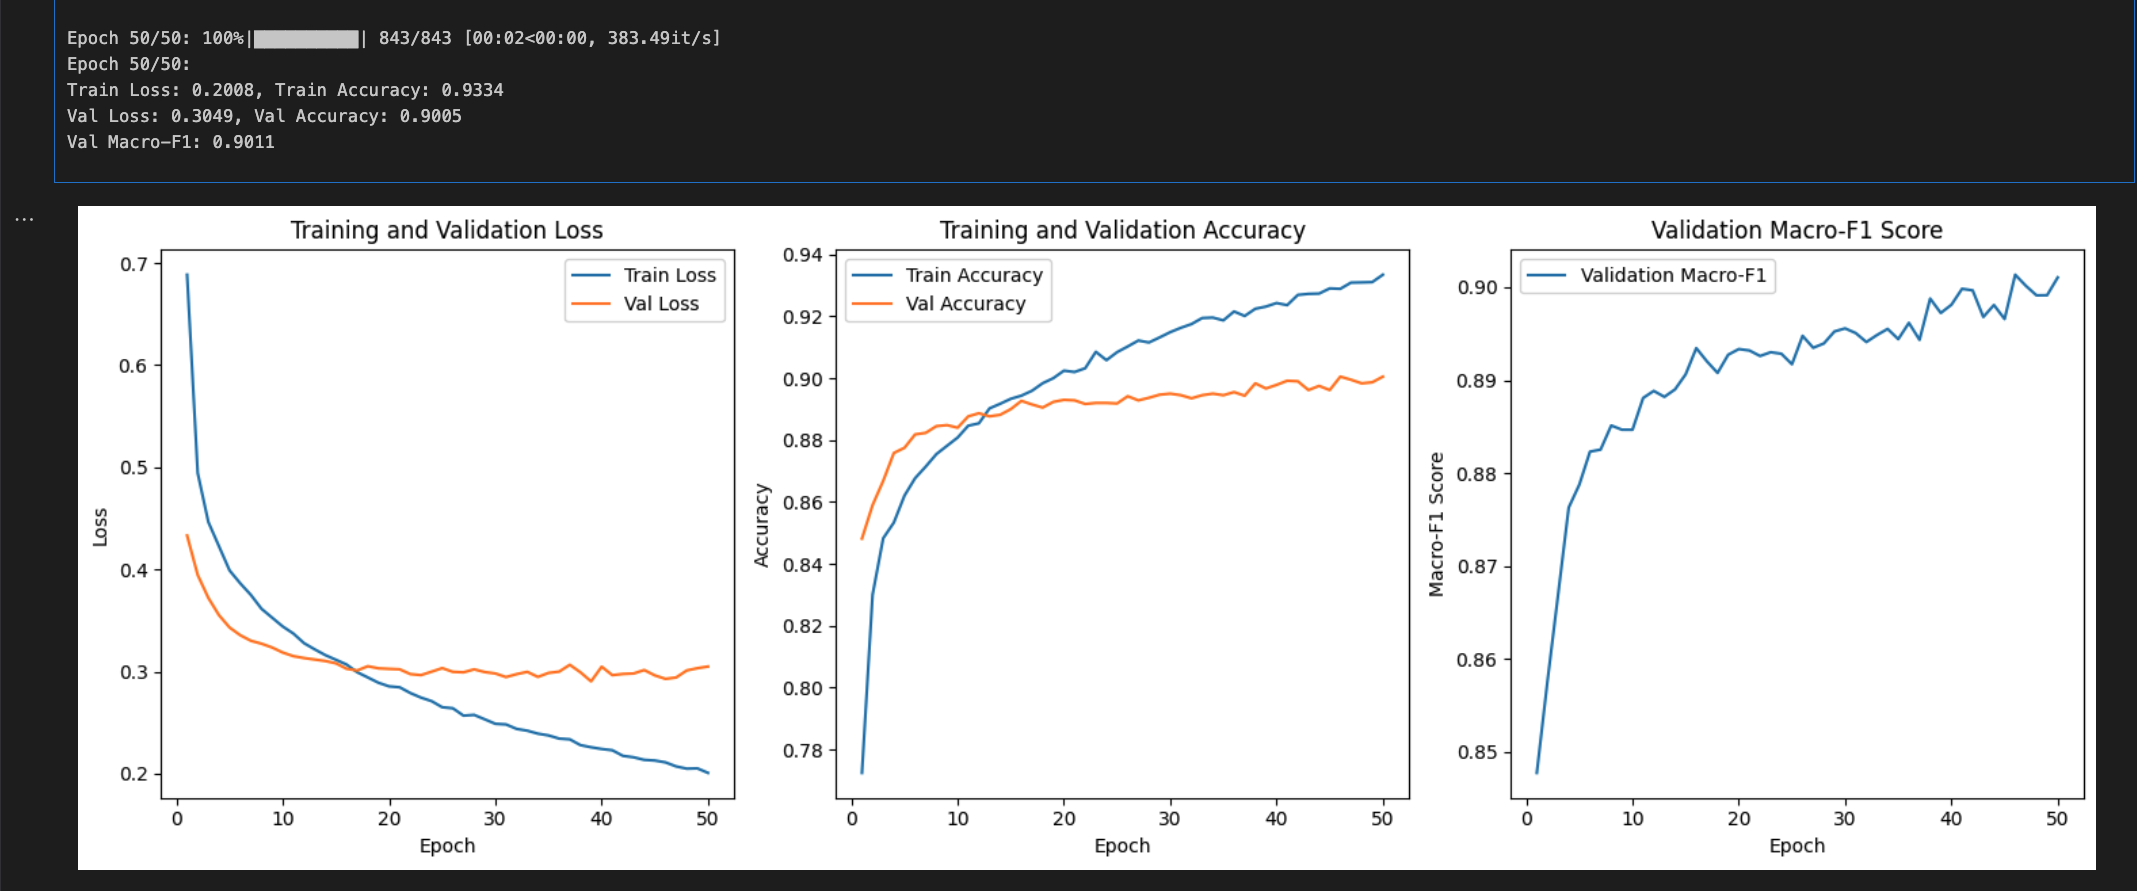 Epoch 50/50: 100%|██████████| 843/843 [00:02<00:00, 383.49it/s]
Epoch 50/50:
Train Loss: 0.2008, Train Accuracy: 0.9334
Val Loss: 0.3049, Val Accuracy: 0.9005
Val Macro-F1: 0.9011
...
Training and Validation Loss
Train Loss
Val Loss
0.7
0.6
0.5
0.4
0.3
0.2
Loss
0 10 20 30 40 50
Epoch
Training and Validation Accuracy
Train Accuracy
Val Accuracy
0.94
0.92
0.90
0.88
0.86
0.84
0.82
0.80
0.78
Accuracy
0 10 20 30 40 50
Epoch
Validation Macro-F1 Score
Validation Macro-F1
0.90
0.89
0.88
0.87
0.86
0.85
Macro-F1 Score
0 10 20 30 40 50
Epoch